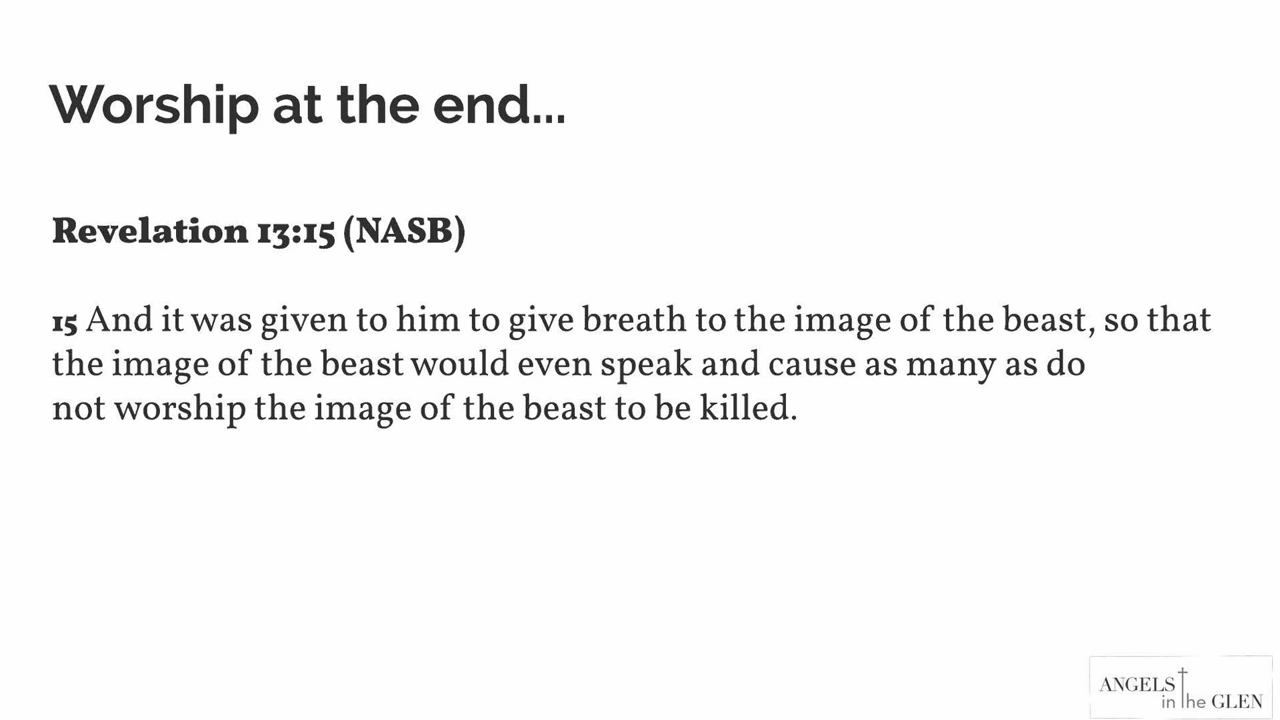 Worship at the end...
Revelation 13:15 (NASB)
15 And it was given to him to give breath to the image of the beast, so that
the image of the beast would even speak and cause as many as do
not worship the image of the beast to be killed.
ANGELS
in the GLEN